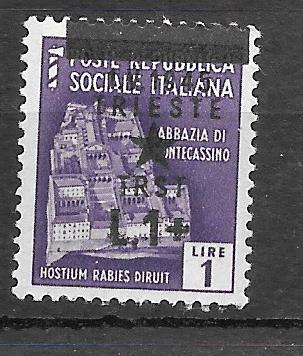 POSTE REPUBBLICA
SOCIALE ITALIANA
TRIESTE
ABBAZIA DI
MONTECASSINO
TRST
L.1+
LIRE
1
HOSTIUM RABIES DIRUIT